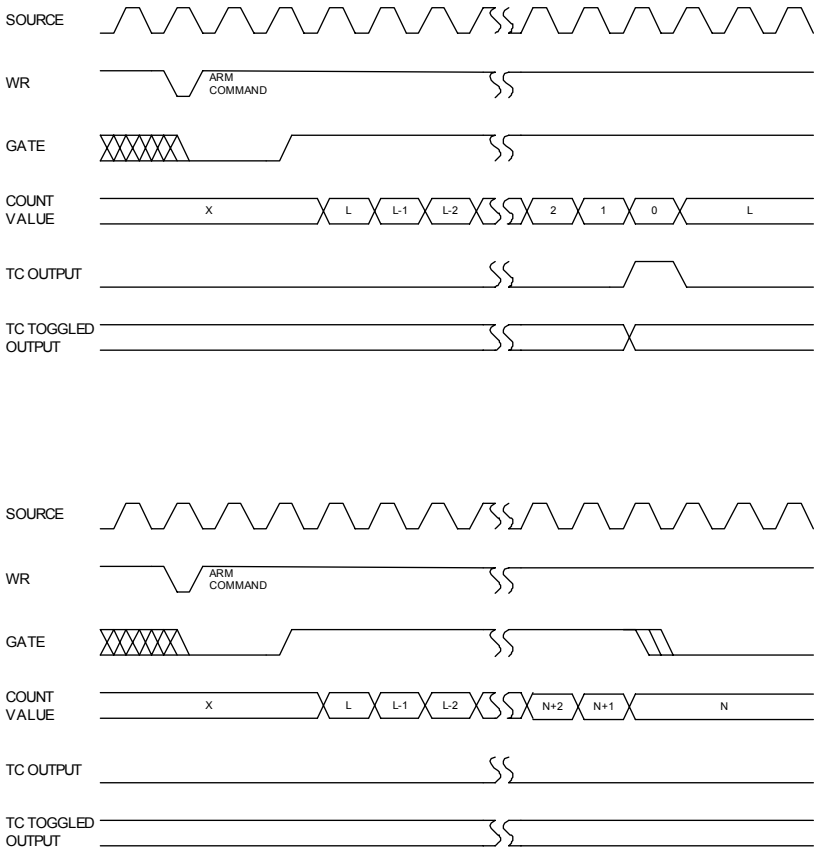 SOURCE
WR
ARM
COMMAND
GATE
COUNT
VALUE
X
L
L-1
L-2
2
1
0
L
TC OUTPUT
TC TOGGLED
OUTPUT
SOURCE
WR
ARM
COMMAND
GATE
COUNT
VALUE
X
L
L-1
L-2
N+2
N+1
N
TC OUTPUT
TC TOGGLED
OUTPUT